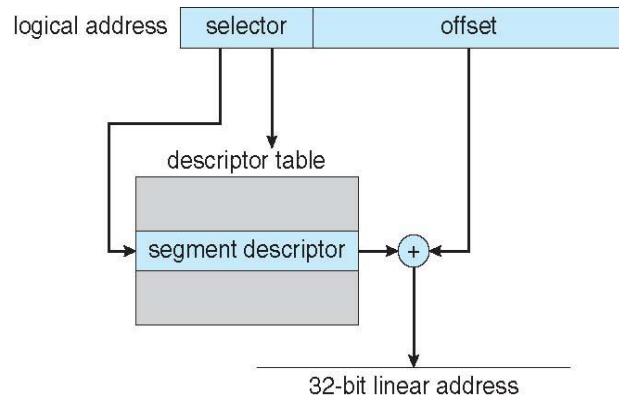 logical address selector offset
descriptor table
segment descriptor +
32-bit linear address